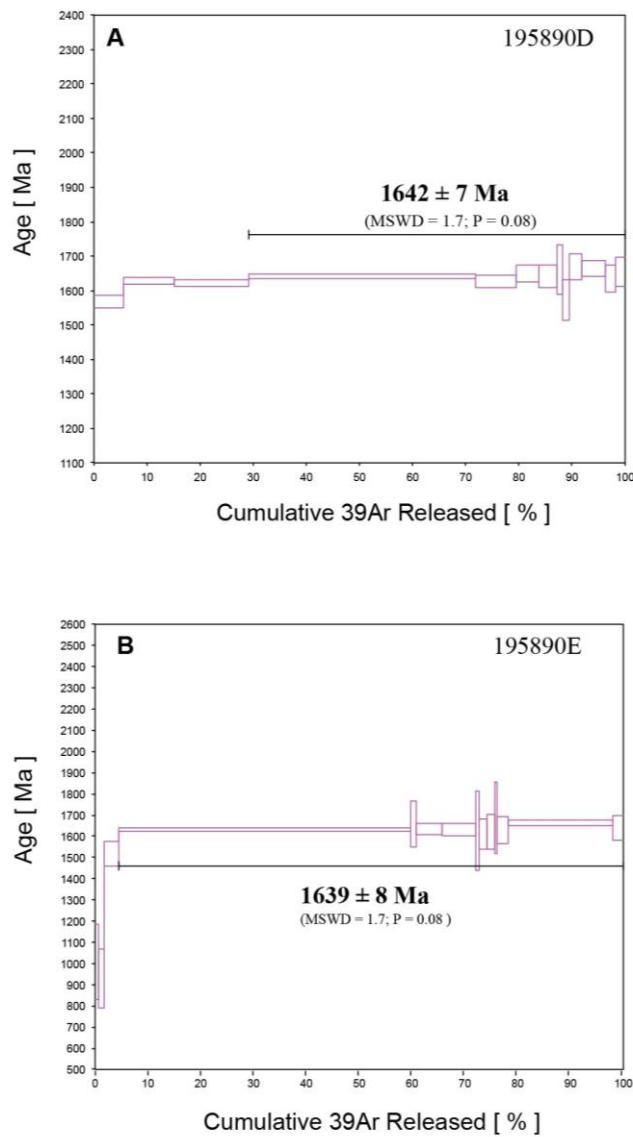 A
195890D
2400
2300
2200
2100
2000
1900
1800
1700
1600
1500
1400
1300
1200
1100
Age [ Ma ]
1642 ± 7 Ma
(MSWD = 1.7; P = 0.08)
0 10 20 30 40 50 60 70 80 90 100
Cumulative 39Ar Released [ % ]
B
195890E
2600
2500
2400
2300
2200
2100
2000
1900
1800
1700
1600
1500
1400
1300
1200
1100
1000
900
800
700
600
500
Age [ Ma ]
1639 ± 8 Ma
(MSWD = 1.7; P = 0.08 )
0 10 20 30 40 50 60 70 80 90 100
Cumulative 39Ar Released [ % ]